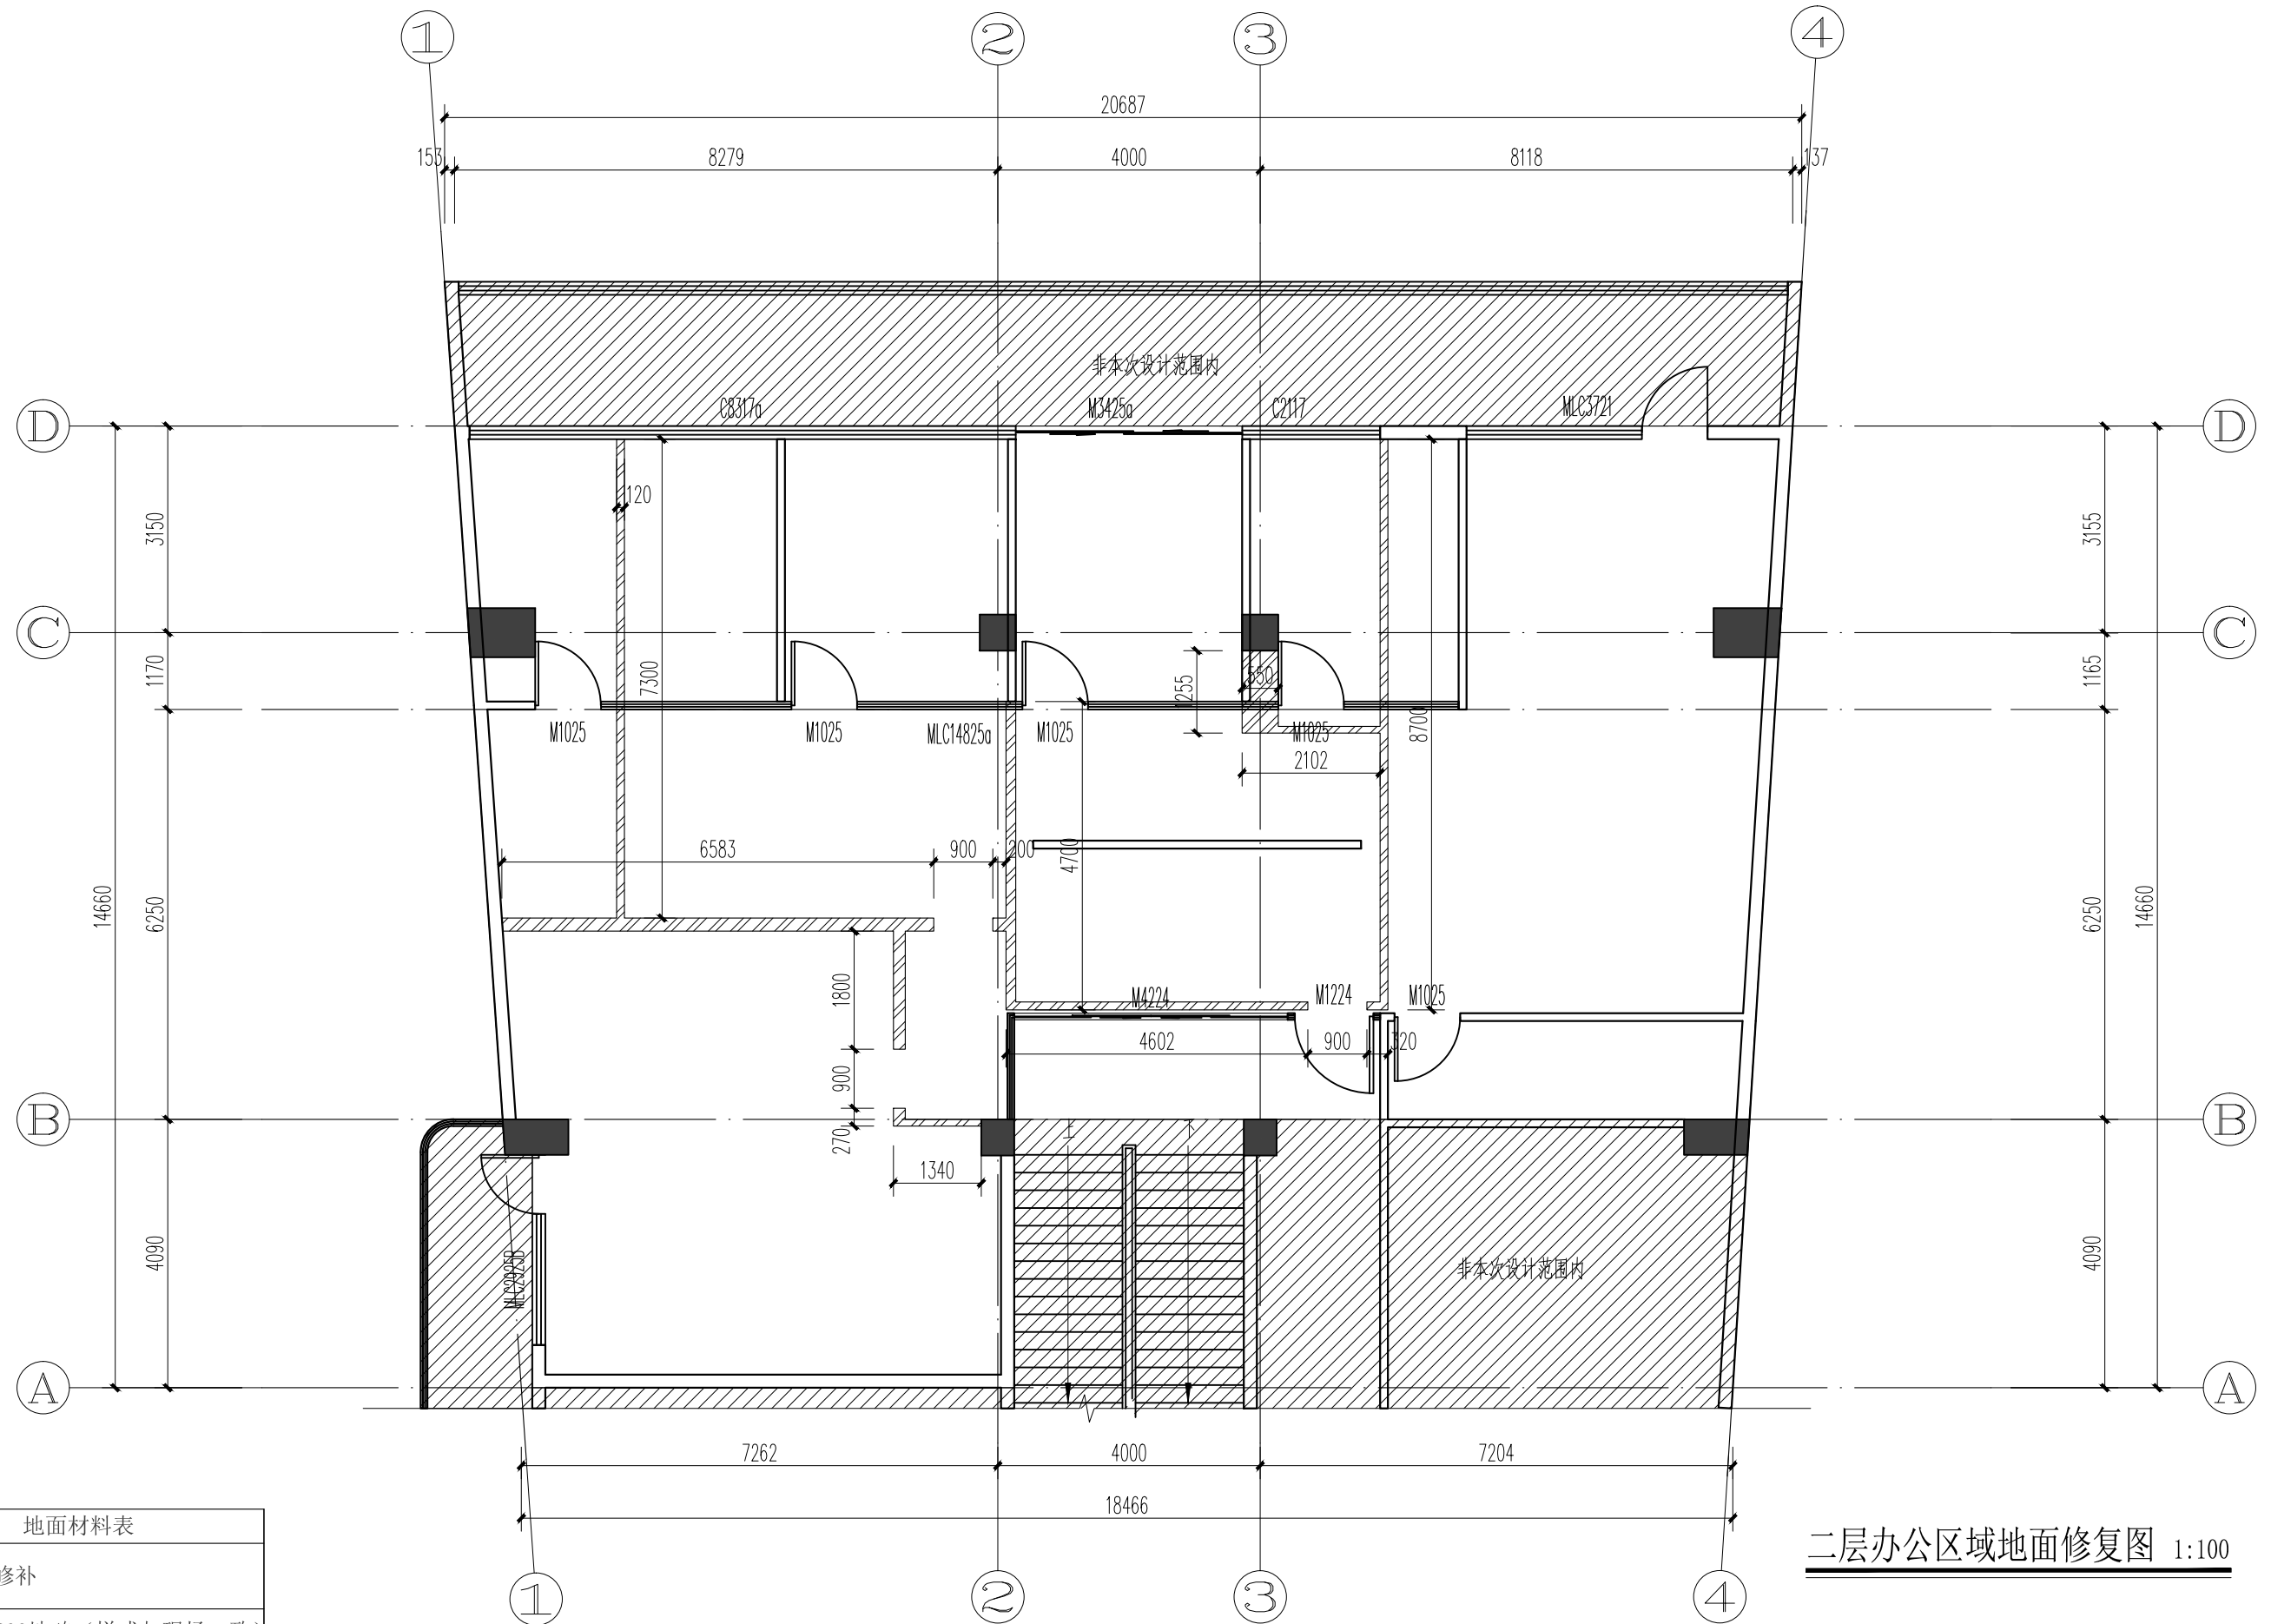 1 2 3 4
20687
153 8279 4000 8118 137
非本次设计范围内
C8317a M3425a C2117 MLC3721
D D
120
3150 3155
C C
1170 7300 1255 550 8700 1165
M1025 M1025 MLC14825a M1025 M1025
2102
6583 900 200 4700
14660 6250 6250 14660
1800 M4224 M1224 M1025
4602 900 320
900
B B
上 下
270
1340
4090 MLC2925b 非本次设计范围内 4090
A A
7262 4000 7204
18466
地面材料表
修补
二层办公区域地面修复图 1:100
1 2 3 4